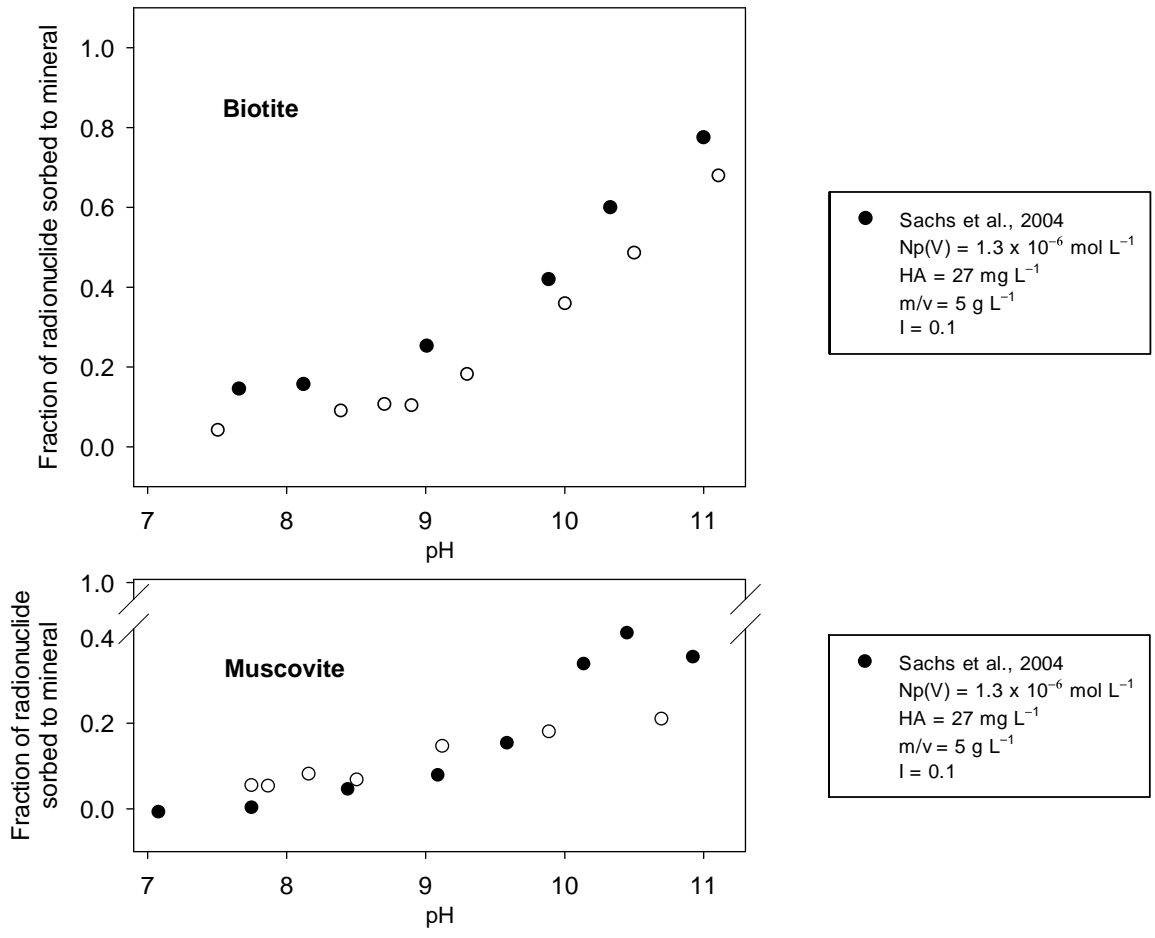 Fraction of radionuclide sorbed to mineral
1.0
0.8
0.6
0.4
0.2
0.0
Biotite
7 8 9 10 11
pH
● Sachs et al., 2004
Np(V) = 1.3 x 10⁻⁶ mol L⁻¹
HA = 27 mg L⁻¹
m/v = 5 g L⁻¹
I = 0.1
Fraction of radionuclide
sorbed to mineral
1.0
0.4
0.2
0.0
Muscovite
7 8 9 10 11
pH
● Sachs et al., 2004
Np(V) = 1.3 x 10⁻⁶ mol L⁻¹
HA = 27 mg L⁻¹
m/v = 5 g L⁻¹
I = 0.1